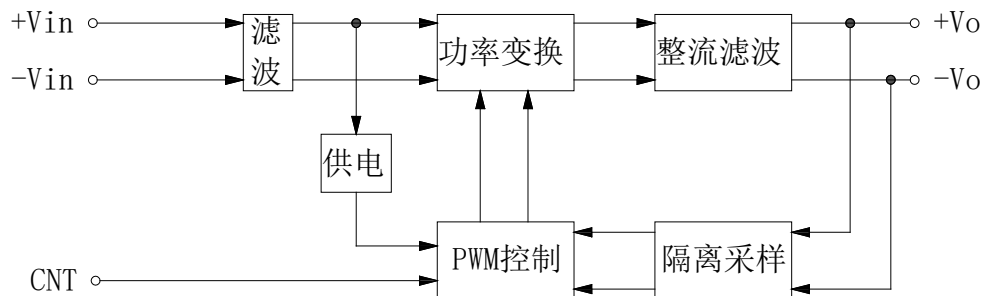 +Vin
滤波
功率变换
整流滤波
+Vo
-Vin
-Vo
供电
PWM控制
隔离采样
CNT